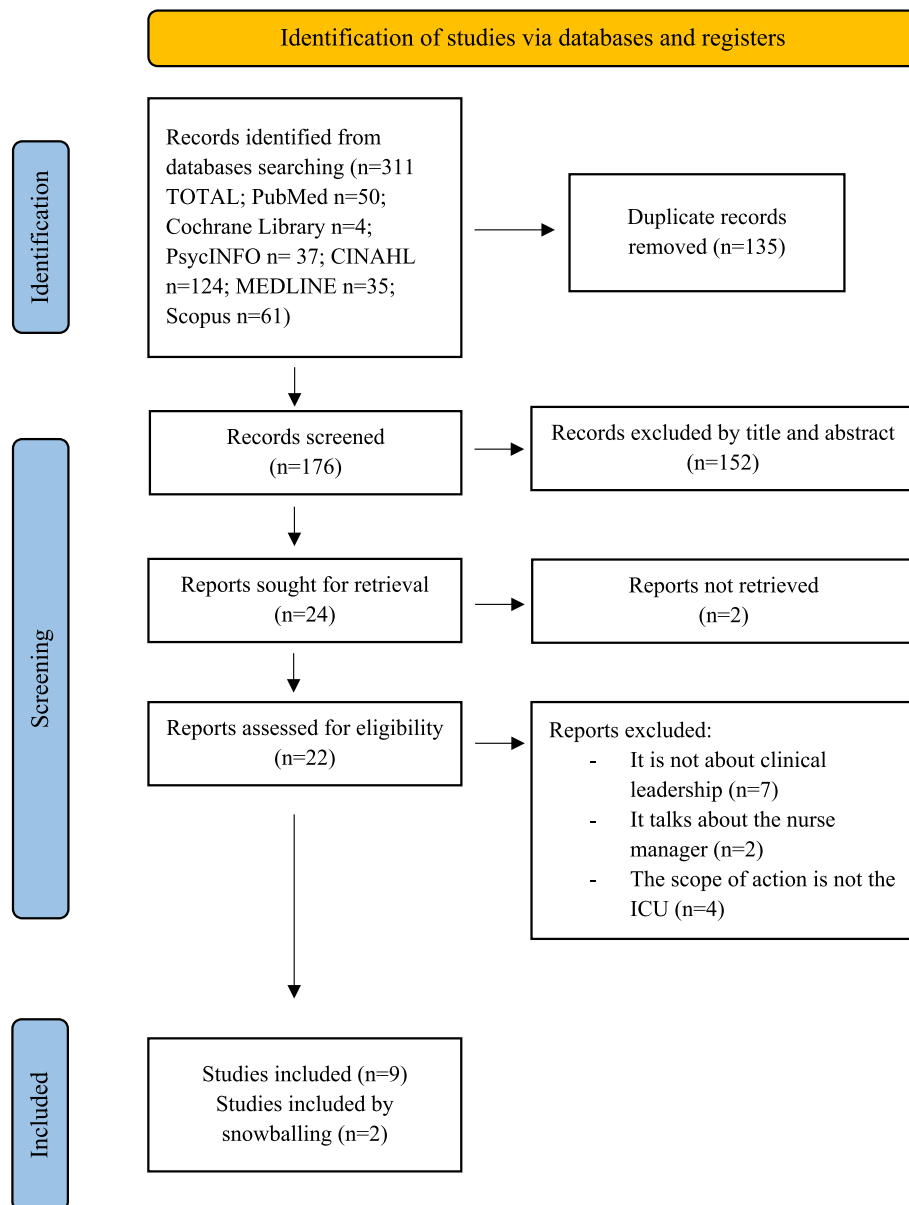 Identification of studies via databases and registers
Identification
Records identified from
databases searching (n=311
TOTAL; PubMed n=50;
Cochrane Library n=4;
PsycINFO n= 37; CINAHL
n=124; MEDLINE n=35;
Scopus n=61)
Duplicate records
removed (n=135)
Screening
Records screened
(n=176)
Records excluded by title and abstract
(n=152)
Reports sought for retrieval
(n=24)
Reports not retrieved
(n=2)
Reports assessed for eligibility
(n=22)
Reports excluded:
- It is not about clinical
leadership (n=7)
- It talks about the nurse
manager (n=2)
- The scope of action is not the
ICU (n=4)
Included
Studies included (n=9)
Studies included by
snowballing (n=2)